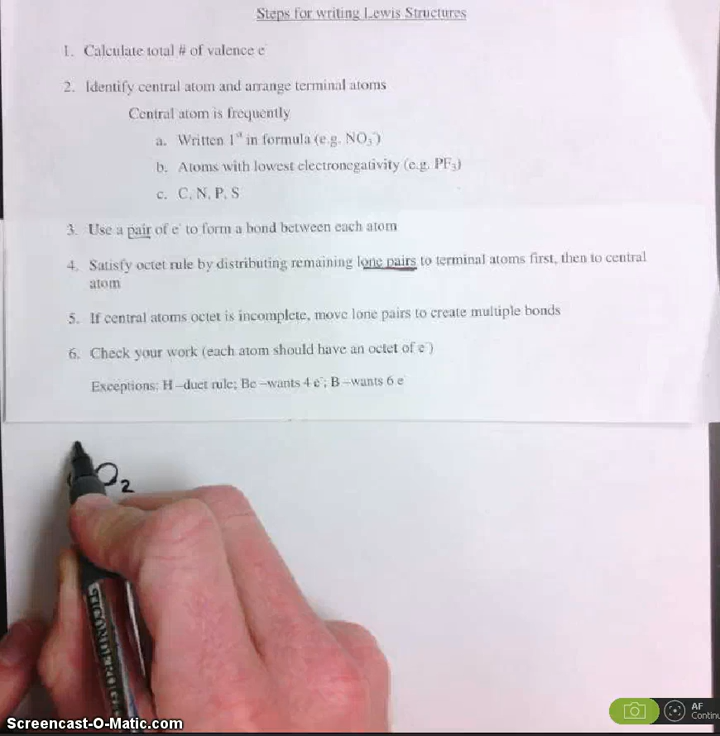 Steps for writing Lewis Structures
1. Calculate total # of valence e⁻
2. Identify central atom and arrange terminal atoms
Central atom is frequently
a. Written 1st in formula (e.g. NO₃⁻)
b. Atoms with lowest electronegativity (e.g. PF₃)
c. C, N, P, S
3. Use a pair of e⁻ to form a bond between each atom
4. Satisfy octet rule by distributing remaining lone pairs to terminal atoms first, then to central
atom
5. If central atoms octet is incomplete, move lone pairs to create multiple bonds
6. Check your work (each atom should have an octet of e⁻)
Exceptions: H –duet rule; Be –wants 4 e⁻; B –wants 6 e⁻
O₂
TICONDEROGA
Screencast-O-Matic.com
AF